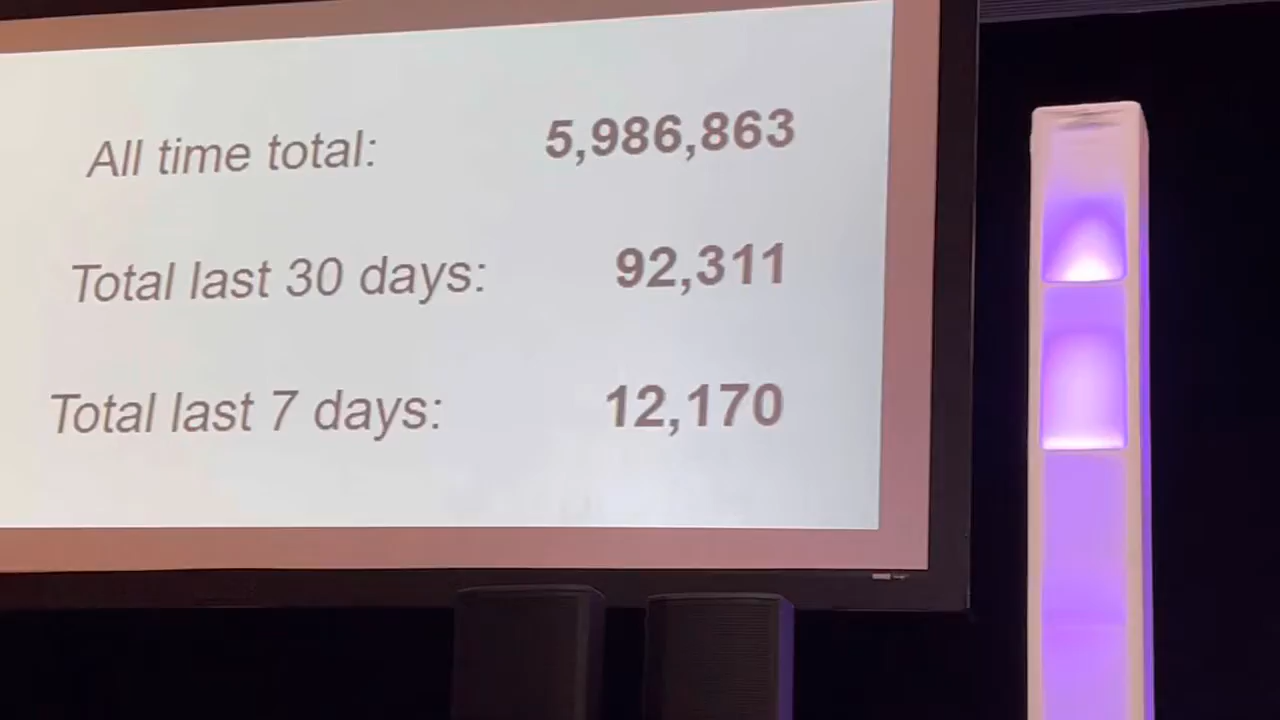 All time total: 5,986,863
Total last 30 days: 92,311
Total last 7 days: 12,170